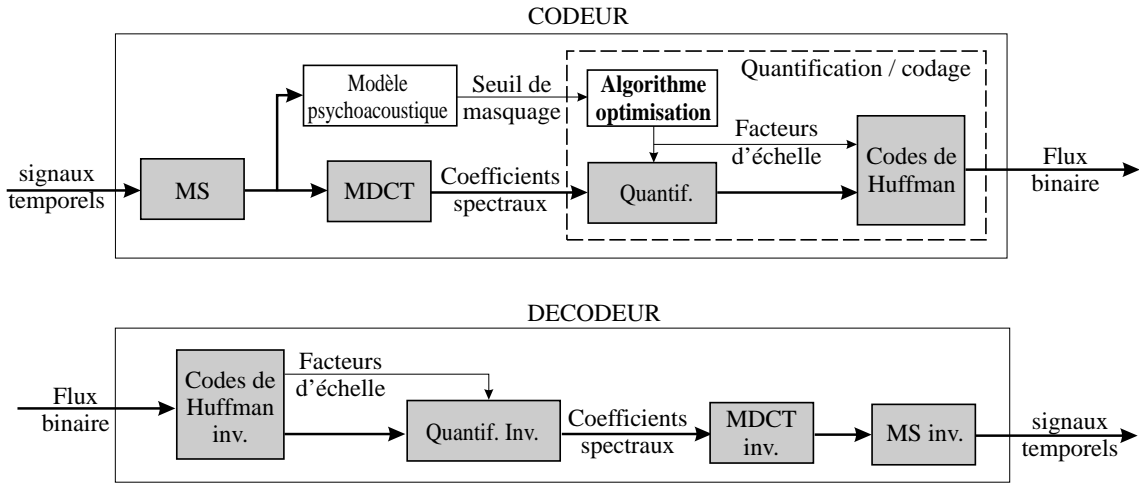 CODEUR
Quantification / codage
Modèle
psychoacoustique
Seuil de
masquage
Algorithme
optimisation
Facteurs
d'échelle
signaux
temporels
MS
MDCT
Coefficients
spectraux
Quantif.
Codes de
Huffman
Flux
binaire
DECODEUR
Flux
binaire
Codes de
Huffman
inv.
Facteurs
d'échelle
Quantif. Inv.
Coefficients
spectraux
MDCT
inv.
MS inv.
signaux
temporels